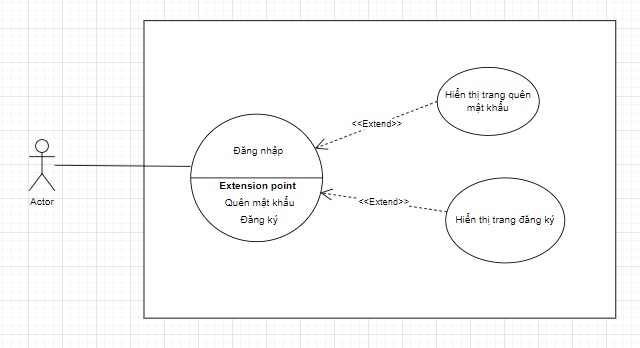 Hiển thị trang quên
mật khẩu
<<Extend>>
Đăng nhập
Extension point
Quên mật khẩu
Đăng ký
<<Extend>>
Hiển thị trang đăng ký
Actor